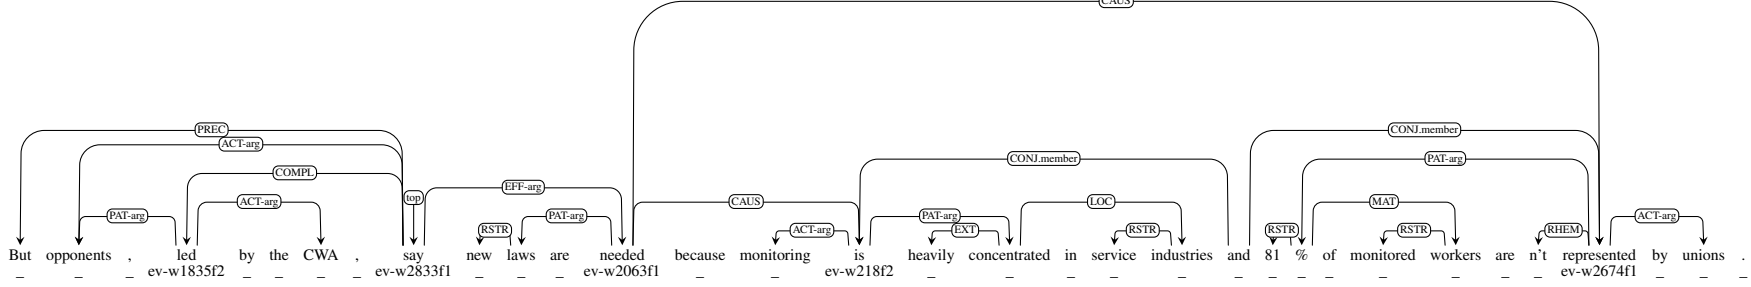 CAUS
PREC CONJ.member
ACT-arg
CONJ.member PAT-arg
COMPL
EFF-arg
top
ACT-arg CAUS LOC MAT
PAT-arg PAT-arg PAT-arg ACT-arg
RSTR ACT-arg EXT RSTR RSTR RSTR RHEM
But opponents , led by the CWA , say new laws are needed because monitoring is heavily concentrated in service industries and 81 % of monitored workers are n't represented by unions .
_ _ _ ev-w1835f2 _ _ _ _ ev-w2833f1 _ _ _ ev-w2063f1 _ _ ev-w218f2 _ _ _ _ _ _ _ _ _ _ _ _ _ ev-w2674f1 _ _ _